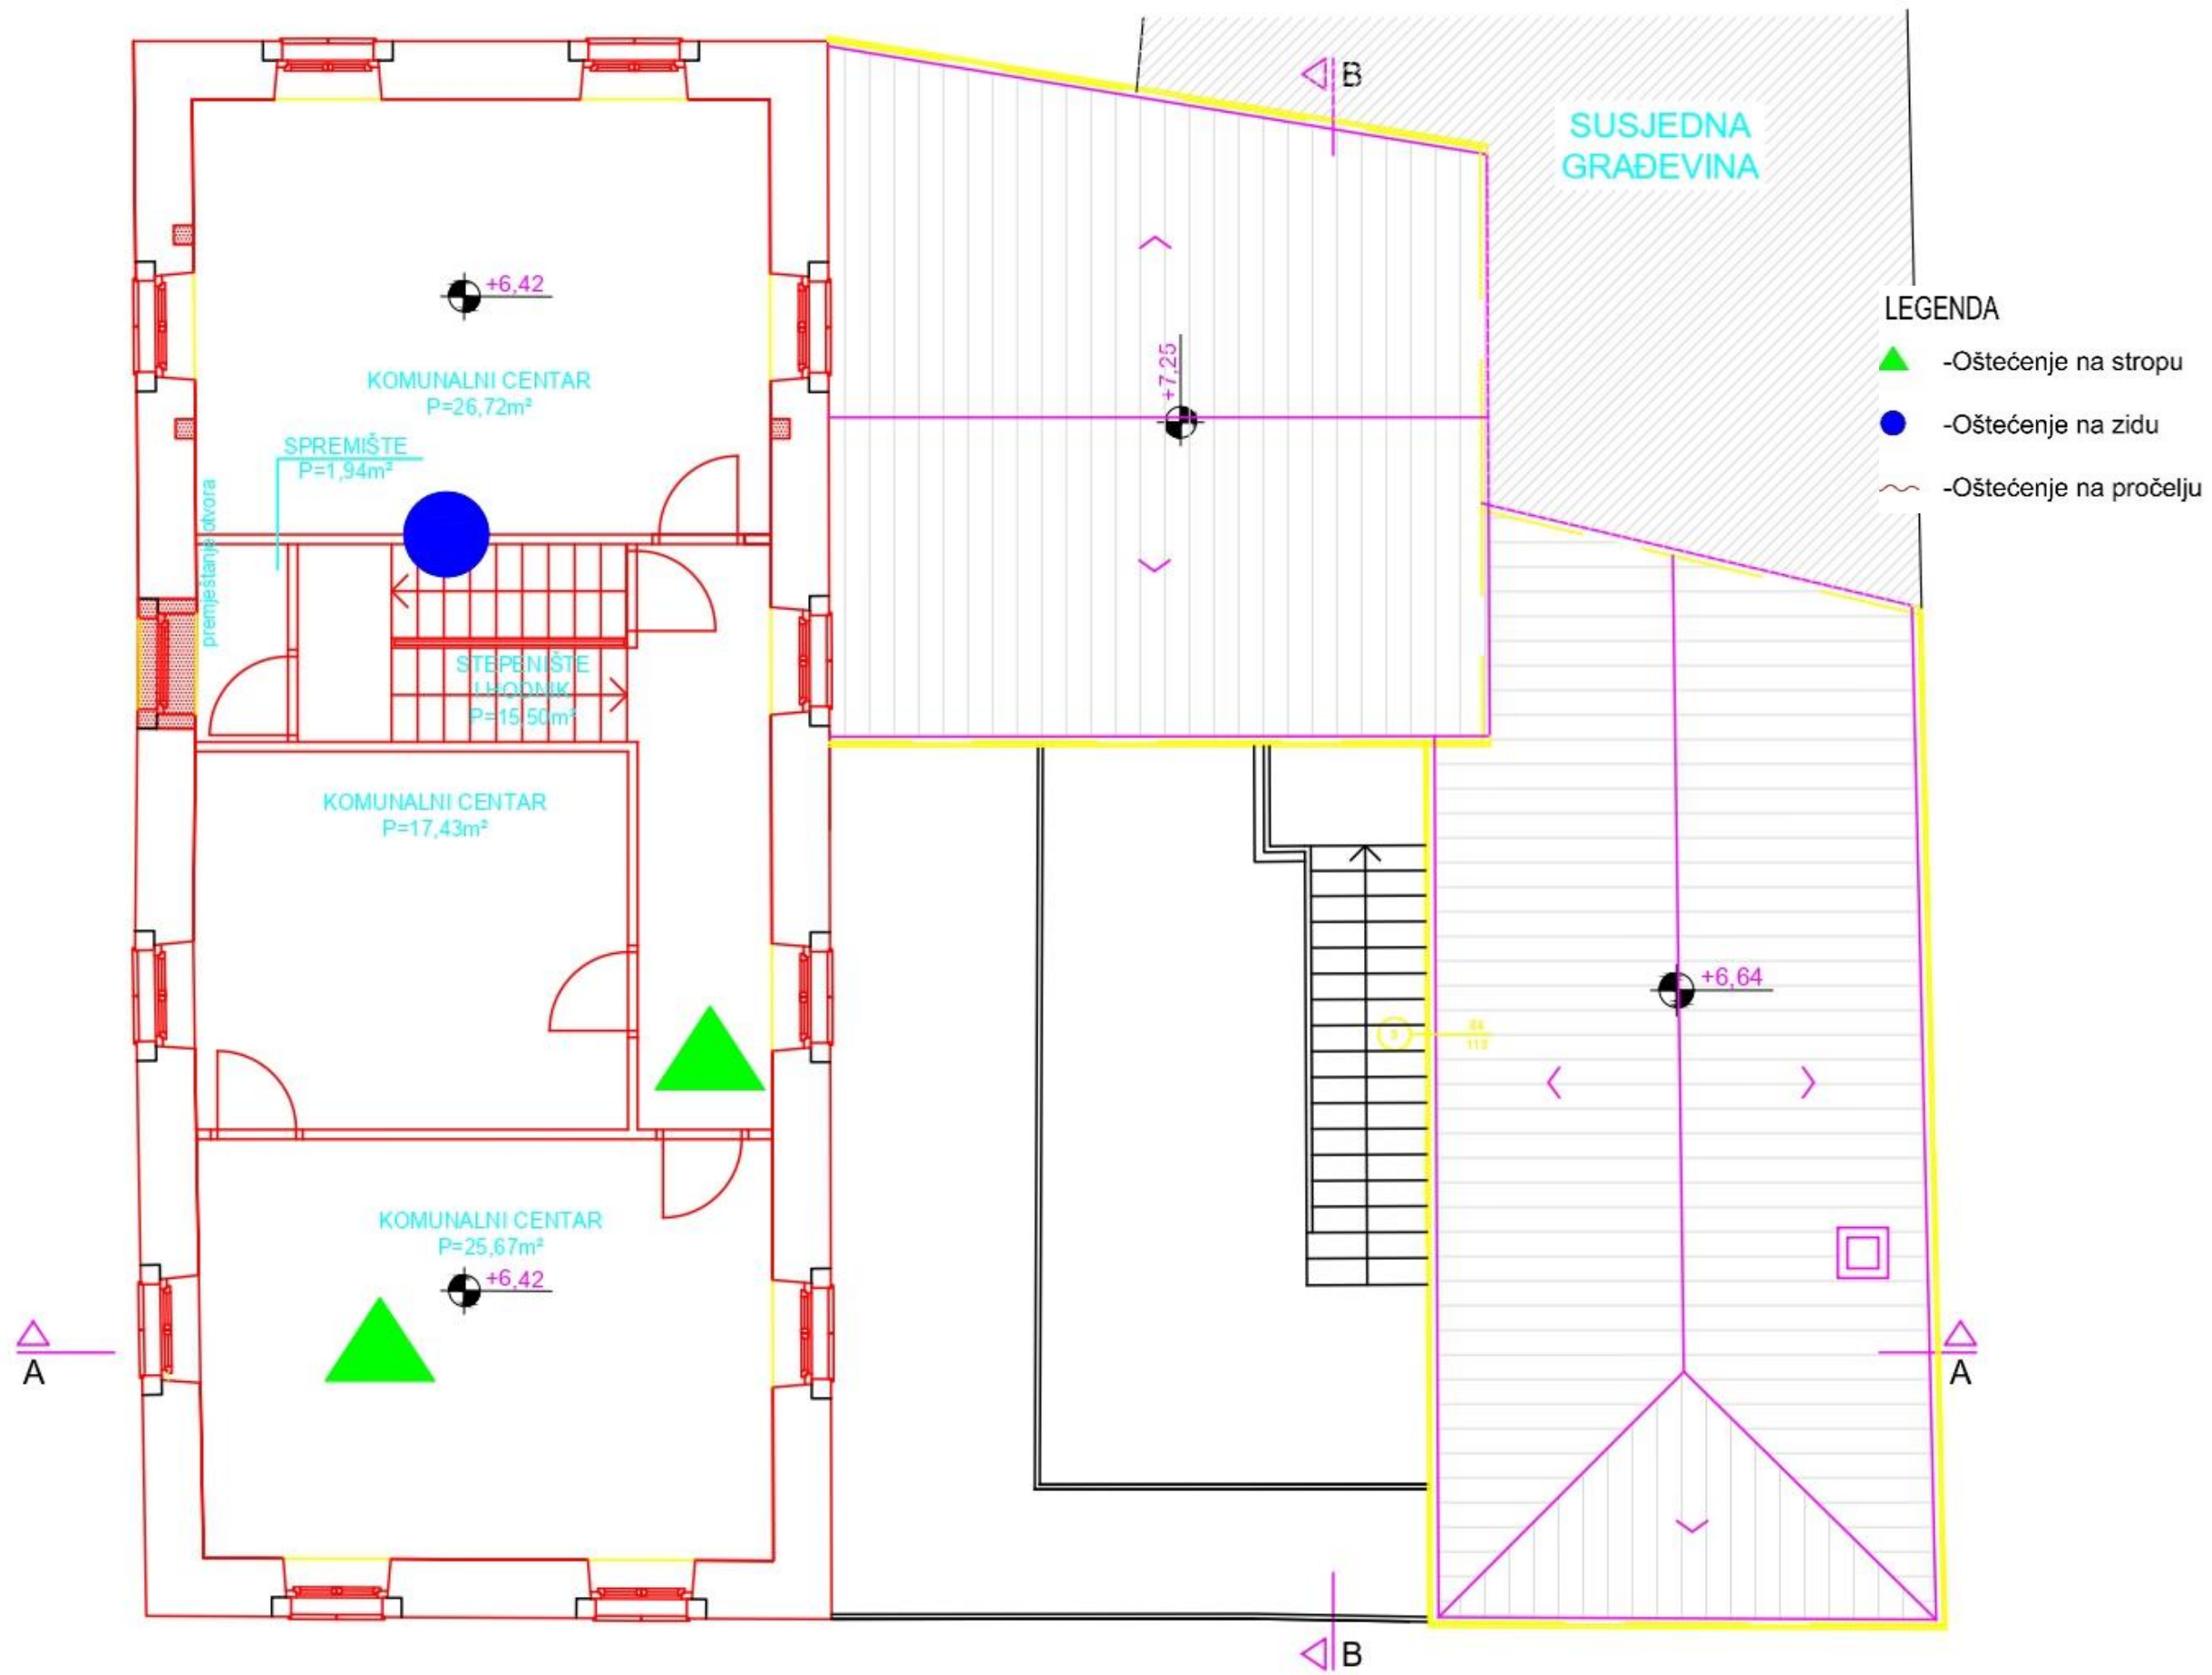 B
SUSJEDNA
GRAĐEVINA
+6,42
LEGENDA
-Oštećenje na stropu
-Oštećenje na zidu
-Oštećenje na pročelju
+7,25
KOMUNALNI CENTAR
P=26,72m²
SPREMIŠTE
P=1,94m²
premještanje otvora
STEPENIŠTE
I HODNIK
P=15,50m²
KOMUNALNI CENTAR
P=17,43m²
+6,64
KOMUNALNI CENTAR
P=25,67m²
+6,42
A
A
B